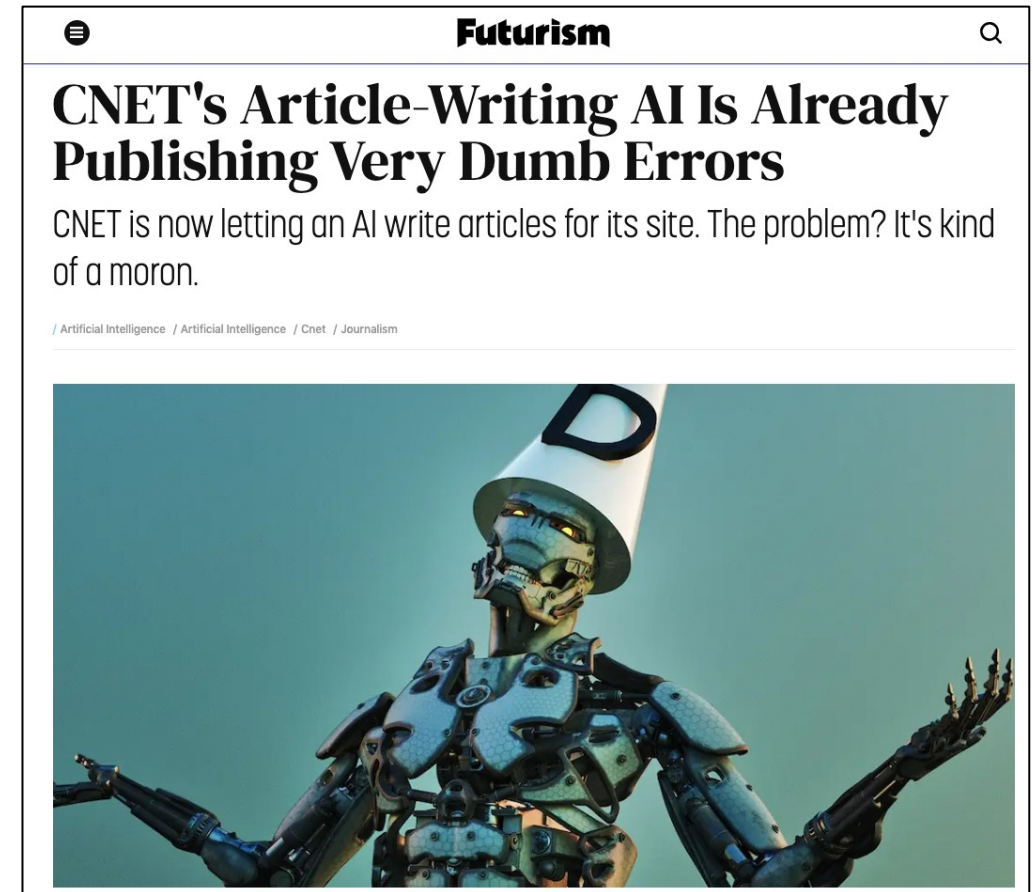 Futurism
CNET's Article-Writing AI Is Already
Publishing Very Dumb Errors
CNET is now letting an AI write articles for its site. The problem? It's kind
of a moron.
/ Artificial Intelligence / Artificial Intelligence / Cnet / Journalism
D